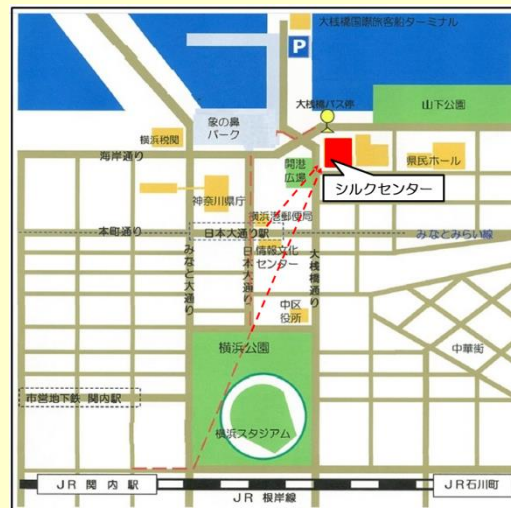 大桟橋国際旅客船ターミナル
P
大桟橋バス停
山下公園
象の鼻
パーク
横浜税関
海岸通り
開港
広場
県民ホール
シルクセンター
神奈川県庁
横浜港郵便局
本町通り
日本大通り駅
みなとみらい線
情報文化
センター
みなと大通り
日本大通り
大桟橋通り
中区
役所
横浜公園
中華街
市営地下鉄 関内駅
横浜スタジアム
JR 関内駅
JR石川町
JR 根岸線